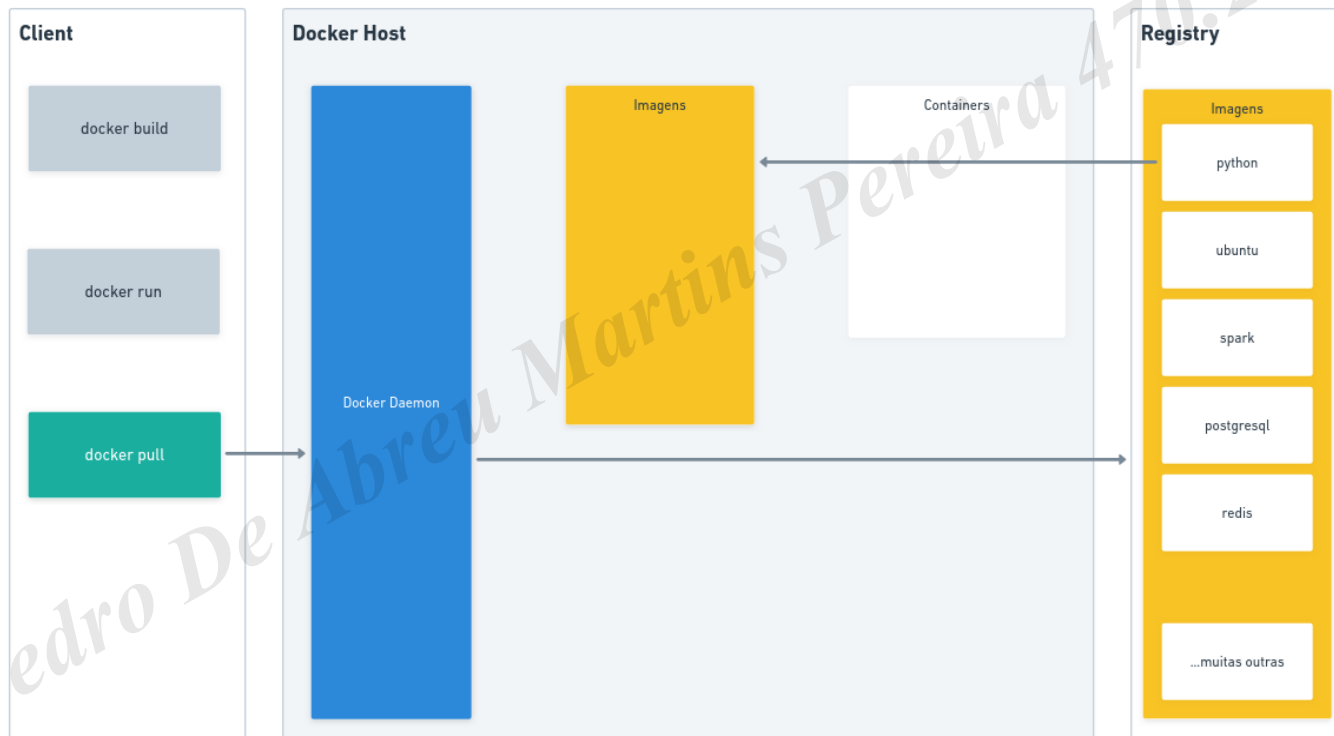 Client
docker build
docker run
docker pull
Docker Host
Docker Daemon
Imagens
Containers
Registry
Imagens
python
ubuntu
spark
postgresql
redis
...muitas outras
edro De Abreu Martins Pereira 470.